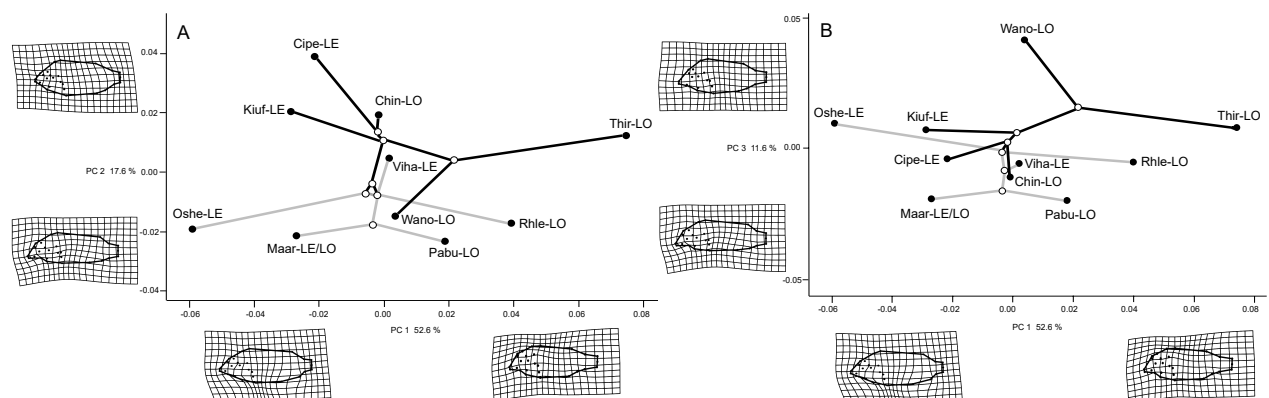 A
Cipe-LE
0.04
Kiuf-LE
Chin-LO
0.02
Thir-LO
PC 2 17.6 %
0.00
Viha-LE
Oshe-LE
Wano-LO
Rhle-LO
-0.02
Maar-LE/LO
Pabu-LO
-0.04
-0.06 -0.04 -0.02 0.00 0.02 0.04 0.06 0.08
PC 1 52.6 %
B
0.05
Wano-LO
Oshe-LE
Kiuf-LE
Thir-LO
PC 3 11.6 %
0.00
Cipe-LE
Viha-LE
Rhle-LO
Chin-LO
Maar-LE/LO
Pabu-LO
-0.05
-0.06 -0.04 -0.02 0.00 0.02 0.04 0.06 0.08
PC 1 52.6 %